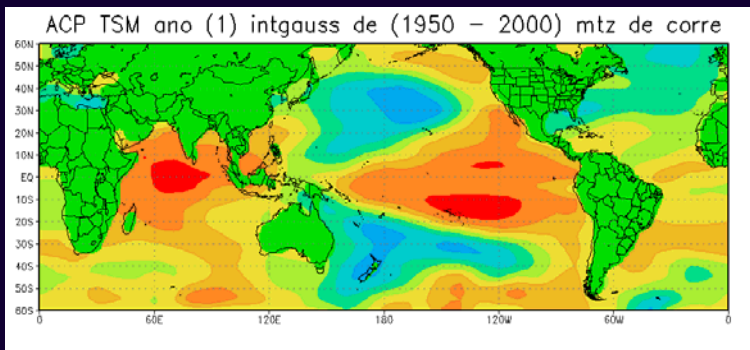 ACP TSM ano (1) intgauss de (1950 - 2000) mtz de corre
60N
50N
40N
30N
20N
10N
EQ
10S
20S
30S
40S
50S
60S
0 60E 120E 180 120W 60W 0